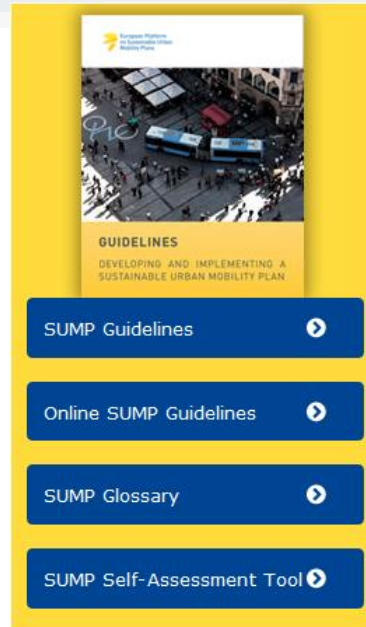 European Platform
on Sustainable Urban
Mobility Plans
GUIDELINES
DEVELOPING AND IMPLEMENTING A
SUSTAINABLE URBAN MOBILITY PLAN
SUMP Guidelines
Online SUMP Guidelines
SUMP Glossary
SUMP Self-Assessment Tool